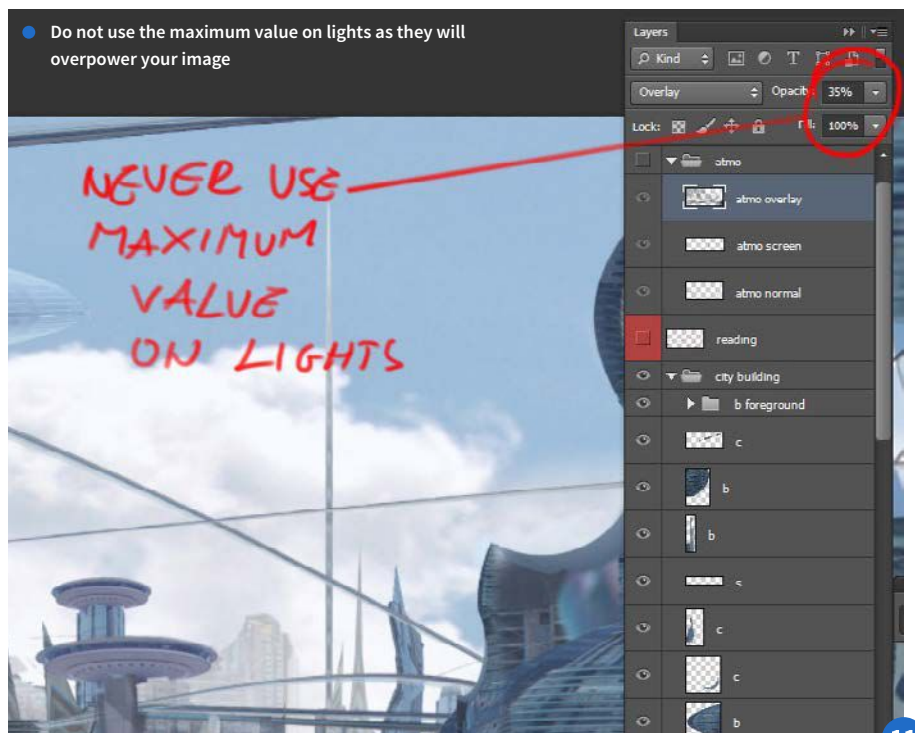 Do not use the maximum value on lights as they will
overpower your image
NEVER USE
MAXIMUM
VALUE
ON LIGHTS
Layers
Kind
Overlay
Opacity: 35%
Lock:
Fill: 100%
atmo
atmo overlay
atmo screen
atmo normal
reading
city building
b foreground
c
b
b
s
c
c
b